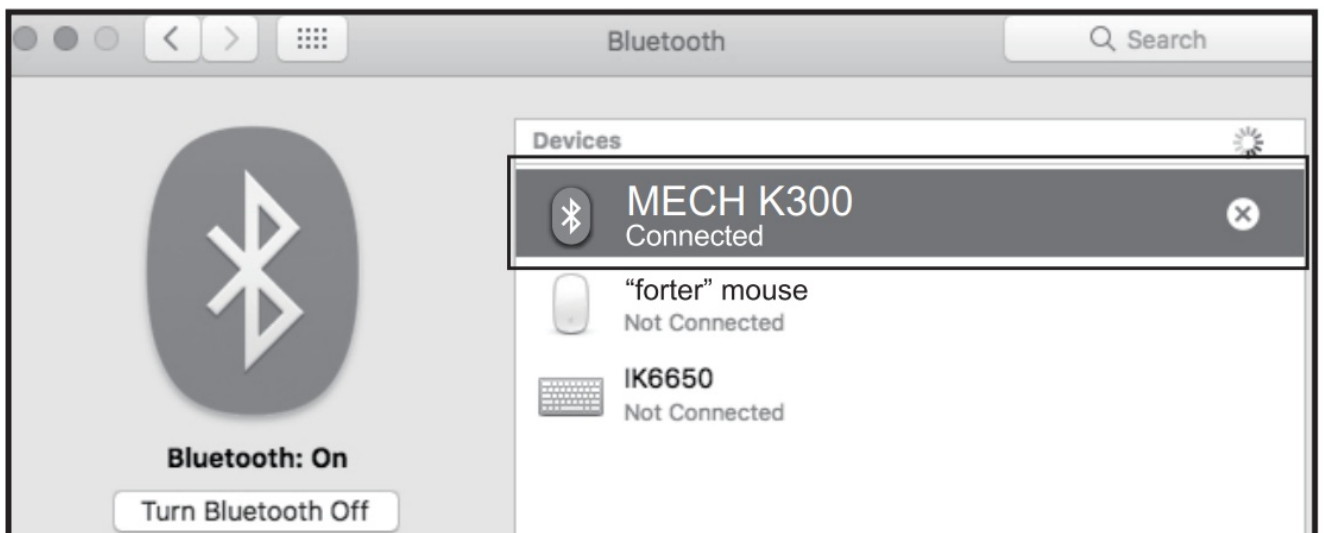 Bluetooth
Search
Devices
MECH K300
Connected
“forter” mouse
Not Connected
IK6650
Not Connected
Bluetooth: On
Turn Bluetooth Off